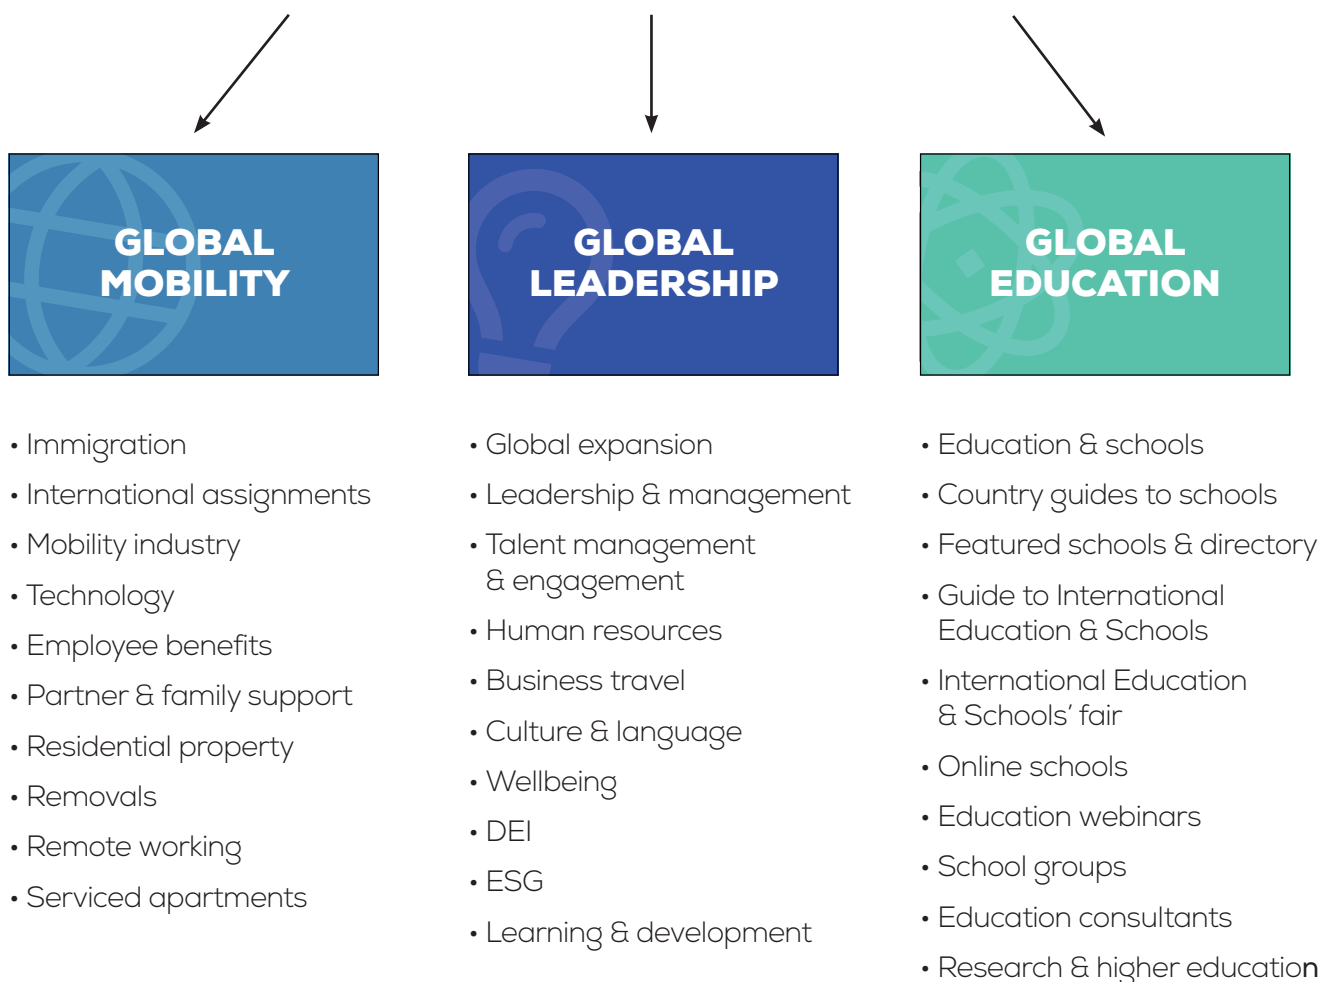 GLOBAL
MOBILITY
• Immigration
• International assignments
• Mobility industry
• Technology
• Employee benefits
• Partner & family support
• Residential property
• Removals
• Remote working
• Serviced apartments
GLOBAL
LEADERSHIP
• Global expansion
• Leadership & management
• Talent management
& engagement
• Human resources
• Business travel
• Culture & language
• Wellbeing
• DEI
• ESG
• Learning & development
GLOBAL
EDUCATION
• Education & schools
• Country guides to schools
• Featured schools & directory
• Guide to International
Education & Schools
• International Education
& Schools’ fair
• Online schools
• Education webinars
• School groups
• Education consultants
• Research & higher education